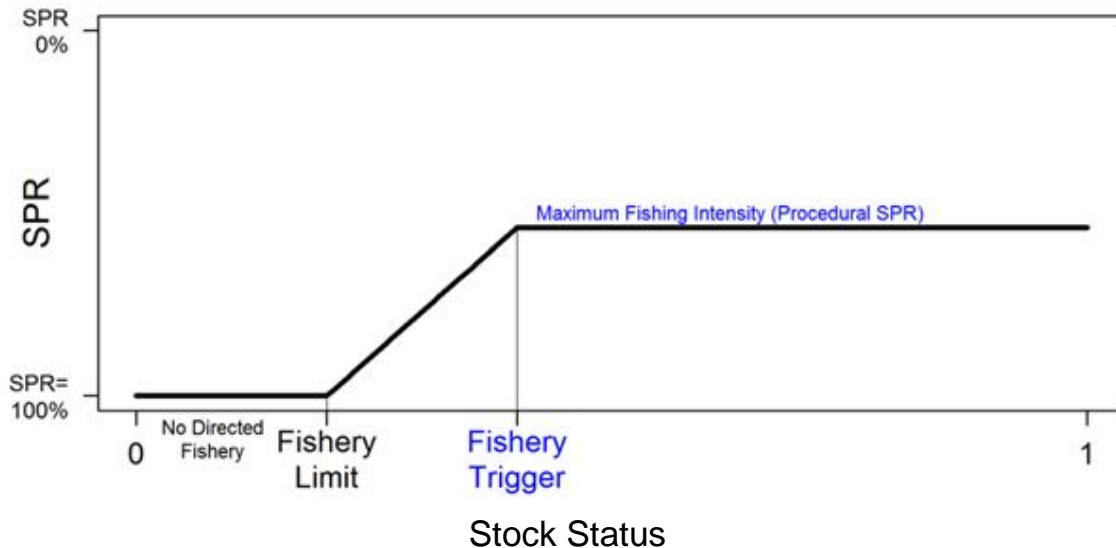 SPR
0%
SPR
Maximum Fishing Intensity (Procedural SPR)
SPR=
100%
0
No Directed
Fishery
Fishery
Limit
Fishery
Trigger
1
Stock Status